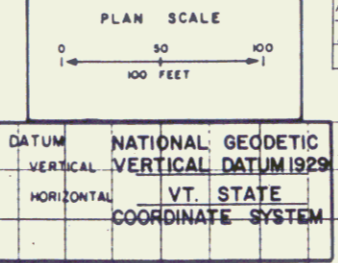 PLAN SCALE
0 50 100
100 FEET
DATUM NATIONAL GEODETIC
VERTICAL VERTICAL DATUM 1929
HORIZONTAL VT. STATE
COORDINATE SYSTEM